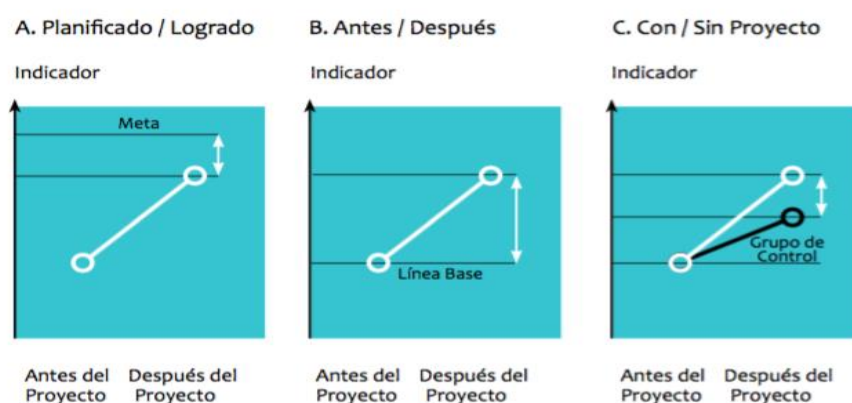 A. Planificado / Logrado
Indicador
Meta
Antes del Después del
Proyecto Proyecto
B. Antes / Después
Indicador
Línea Base
Antes del Después del
Proyecto Proyecto
C. Con / Sin Proyecto
Indicador
Grupo de
Control
Antes del Después del
Proyecto Proyecto